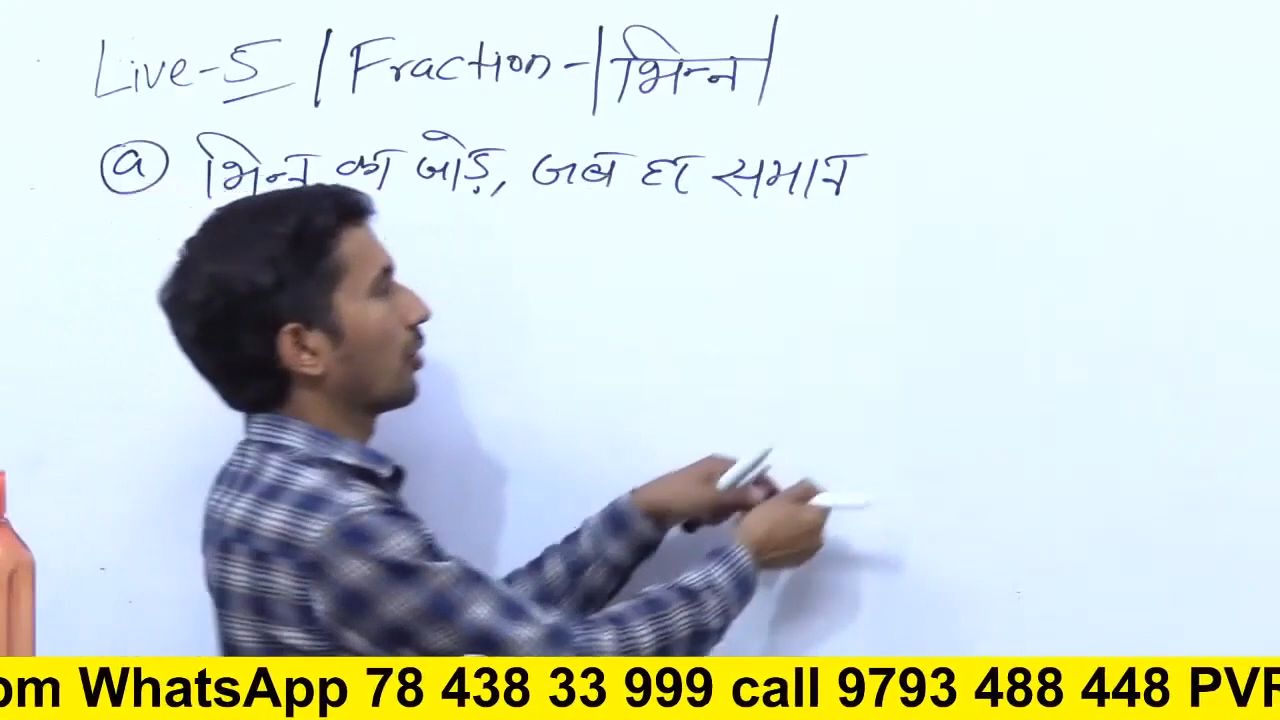 Live-5 / Fraction - | भिन्न |
(a) भिन्न का जोड़, जब हर समान
om WhatsApp 78 438 33 999 call 9793 488 448 PVR